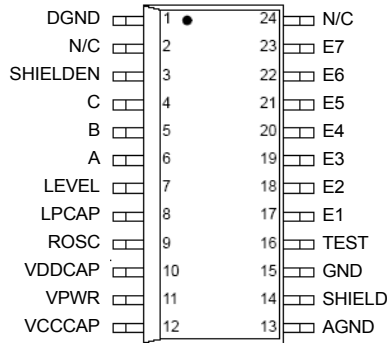 DGND 1 24 N/C
N/C 2 23 E7
SHIELDEN 3 22 E6
C 4 21 E5
B 5 20 E4
A 6 19 E3
LEVEL 7 18 E2
LPCAP 8 17 E1
ROSC 9 16 TEST
VDDCAP 10 15 GND
VPWR 11 14 SHIELD
VCCCAP 12 13 AGND